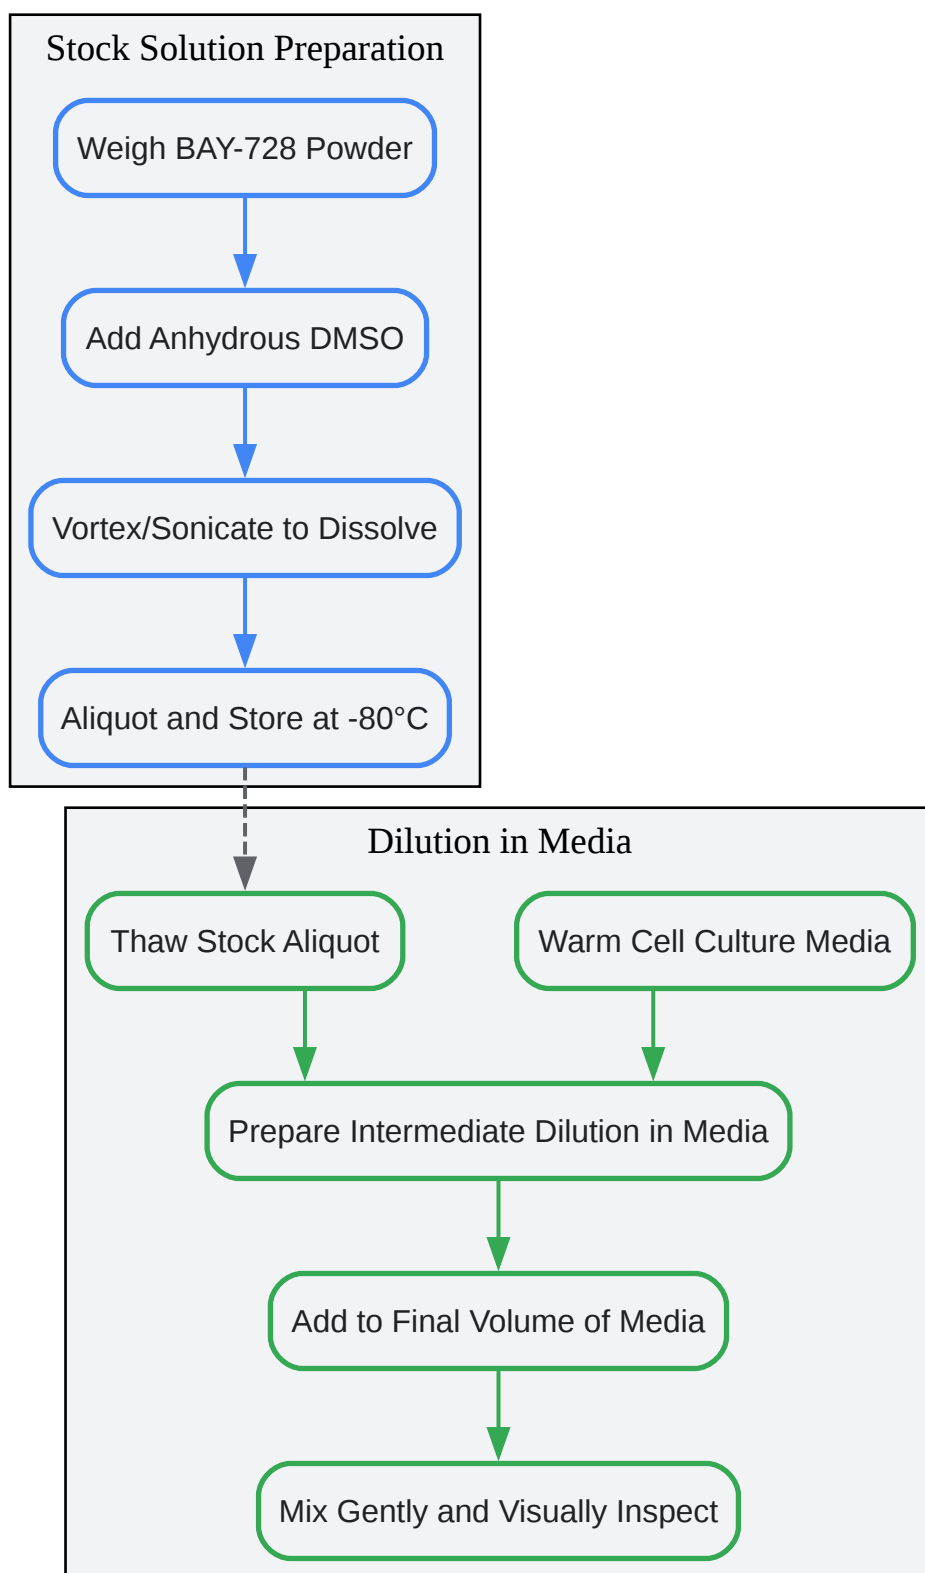 Stock Solution Preparation
Weigh BAY-728 Powder
Add Anhydrous DMSO
Vortex/Sonicate to Dissolve
Aliquot and Store at -80°C
Dilution in Media
Thaw Stock Aliquot
Warm Cell Culture Media
Prepare Intermediate Dilution in Media
Add to Final Volume of Media
Mix Gently and Visually Inspect